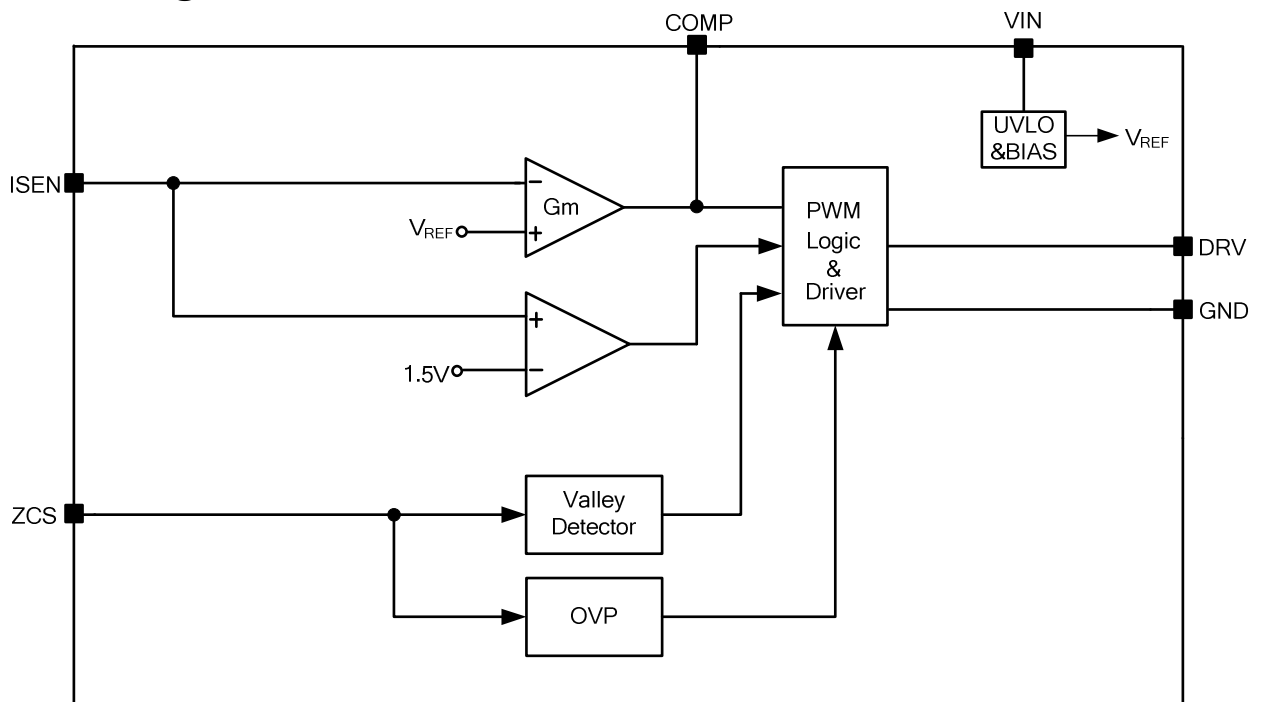 COMP
VIN
UVLO
&BIAS
VREF
ISEN
−
Gm
VREF
+
PWM
Logic
&
Driver
DRV
GND
+
1.5V
−
ZCS
Valley
Detector
OVP